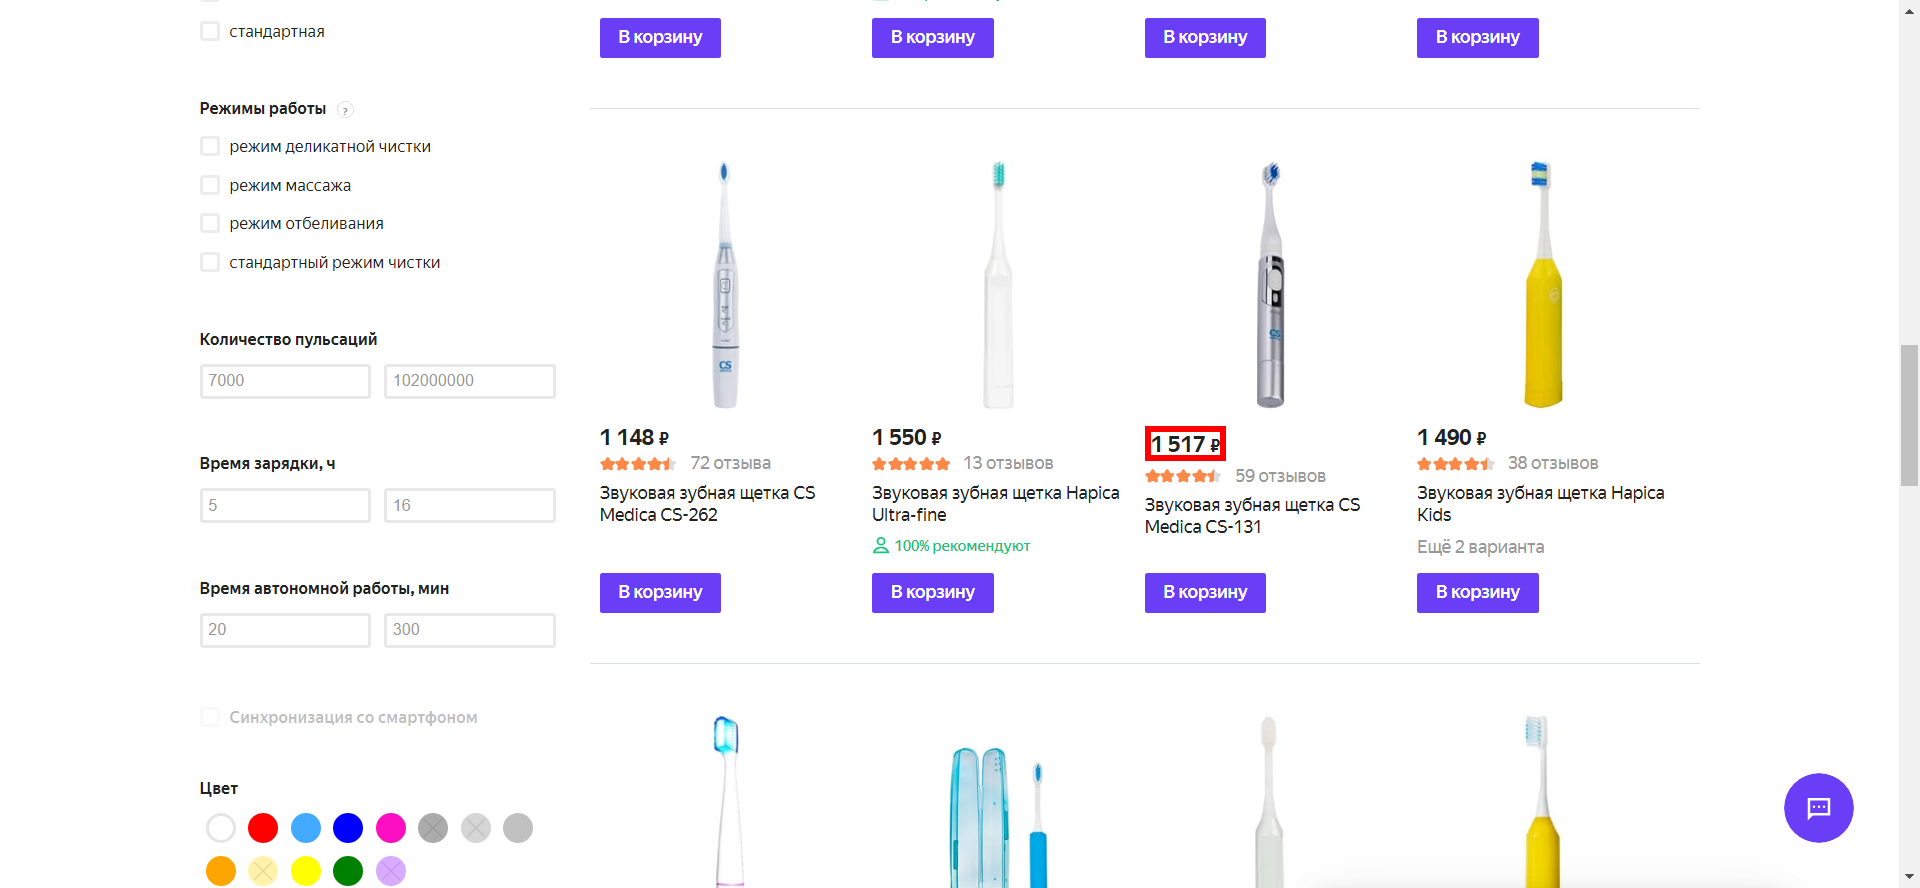 стандартная
В корзину
В корзину
В корзину
В корзину
Режимы работы ?
режим деликатной чистки
режим массажа
режим отбеливания
стандартный режим чистки
Количество пульсаций
7000
102000000
Время зарядки, ч
5
16
Время автономной работы, мин
20
300
Синхронизация со смартфоном
Цвет
CS
1 148 ₽
72 отзыва
Звуковая зубная щетка CS
Medica CS-262
В корзину
1 550 ₽
13 отзывов
Звуковая зубная щетка Hapica
Ultra-fine
100% рекомендуют
В корзину
CS
1 517 ₽
59 отзывов
Звуковая зубная щетка CS
Medica CS-131
В корзину
1 490 ₽
38 отзывов
Звуковая зубная щетка Hapica
Kids
Ещё 2 варианта
В корзину